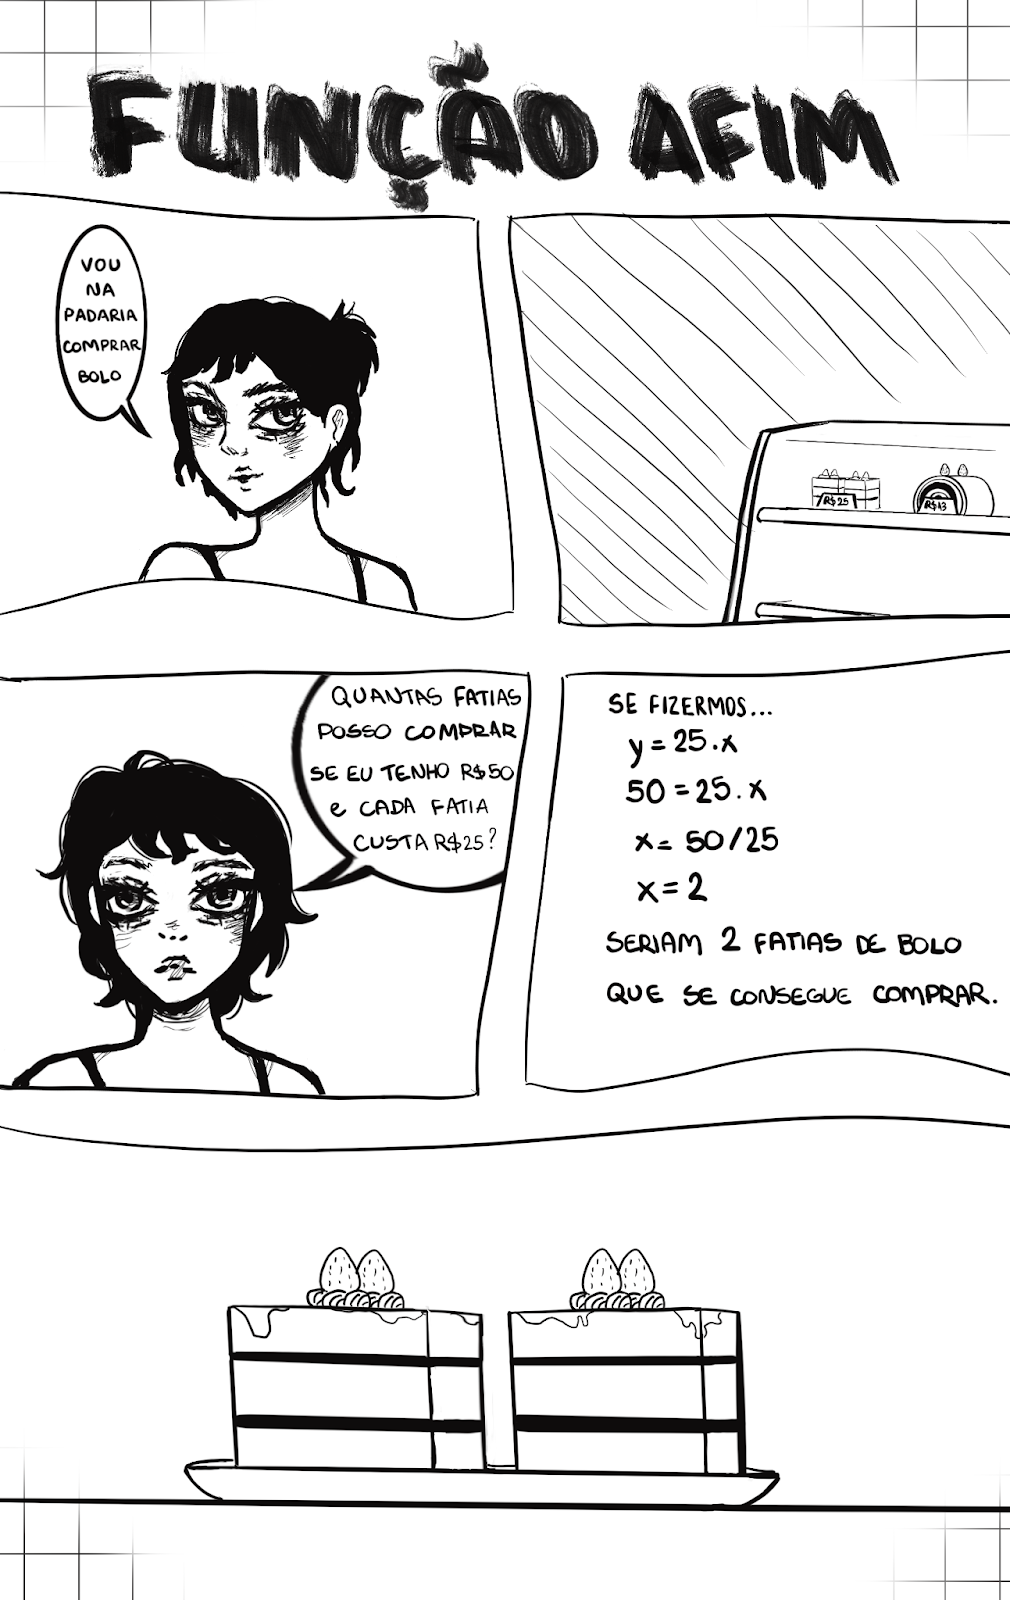 FUNÇÃO AFIM
VOU
NA
PADARIA
COMPRAR
BOLO
R$25
R$13
QUANTAS FATIAS
POSSO COMPRAR
SE EU TENHO R$50
E CADA FATIA
CUSTA R$25?
SE FIZERMOS...
y = 25.x
50 = 25.x
x = 50/25
x = 2
SERIAM 2 FATIAS DE BOLO
QUE SE CONSEGUE COMPRAR.